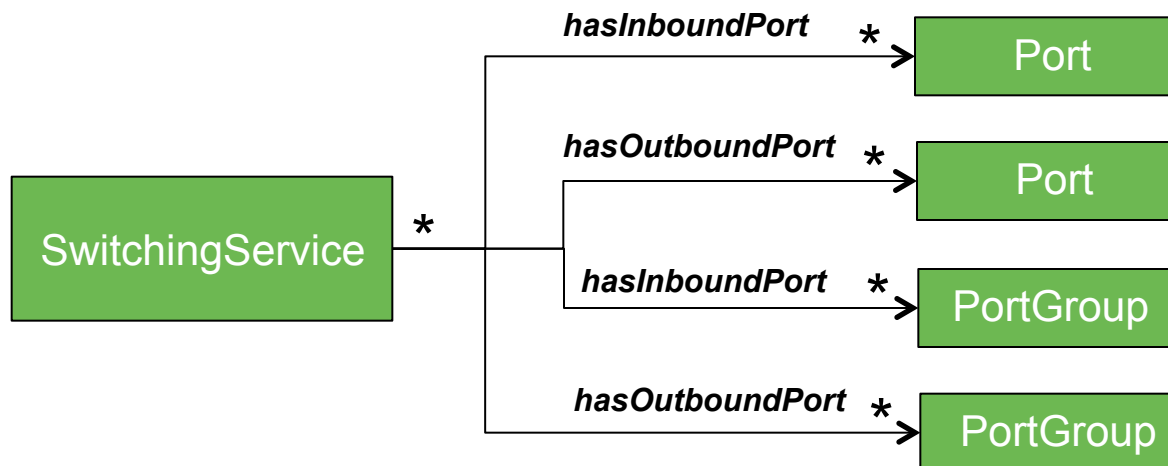 hasInboundPort *
Port
hasOutboundPort *
Port
SwitchingService *
hasInboundPort *
PortGroup
hasOutboundPort *
PortGroup